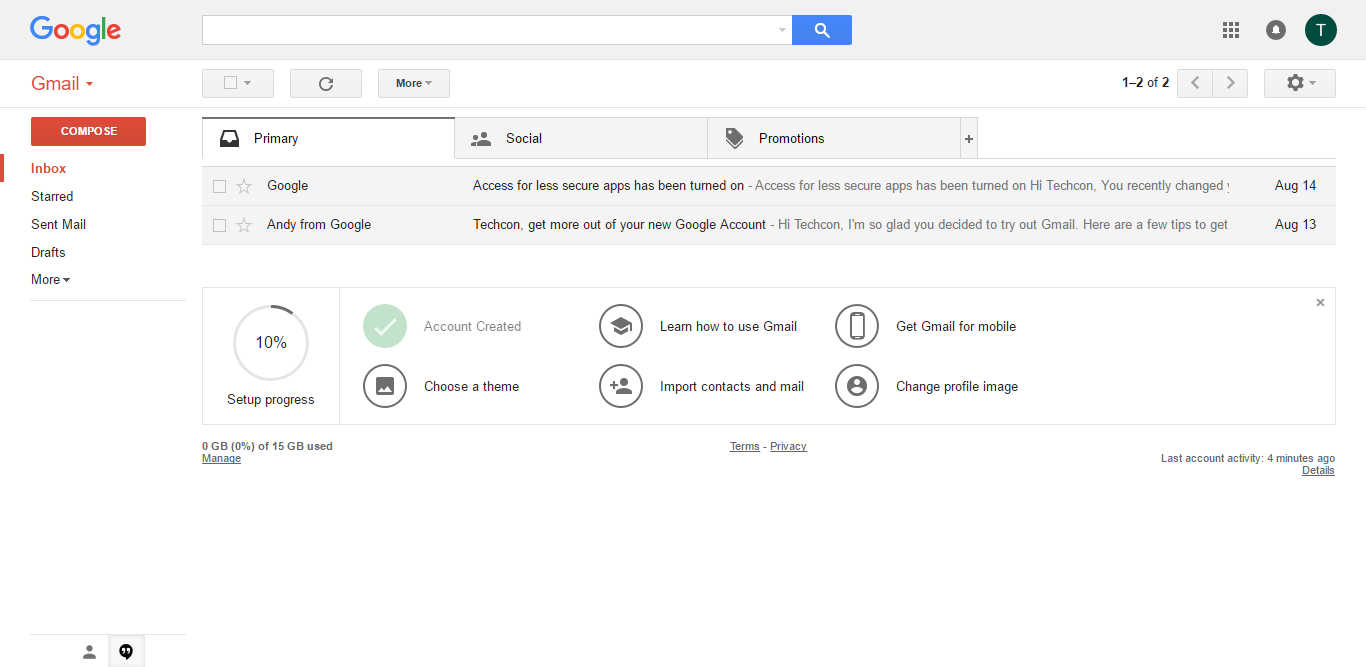 Google
T
Gmail
More
1–2 of 2
COMPOSE
Primary
Social
Promotions
+
Inbox
Starred
Sent Mail
Drafts
More
Google Access for less secure apps has been turned on - Access for less secure apps has been turned on Hi Techcon, You recently changed Aug 14
Andy from Google Techcon, get more out of your new Google Account - Hi Techcon, I'm so glad you decided to try out Gmail. Here are a few tips to get Aug 13
10%
Setup progress
Account Created
Learn how to use Gmail
Get Gmail for mobile
Choose a theme
Import contacts and mail
Change profile image
0 GB (0%) of 15 GB used
Manage
Terms - Privacy
Last account activity: 4 minutes ago
Details